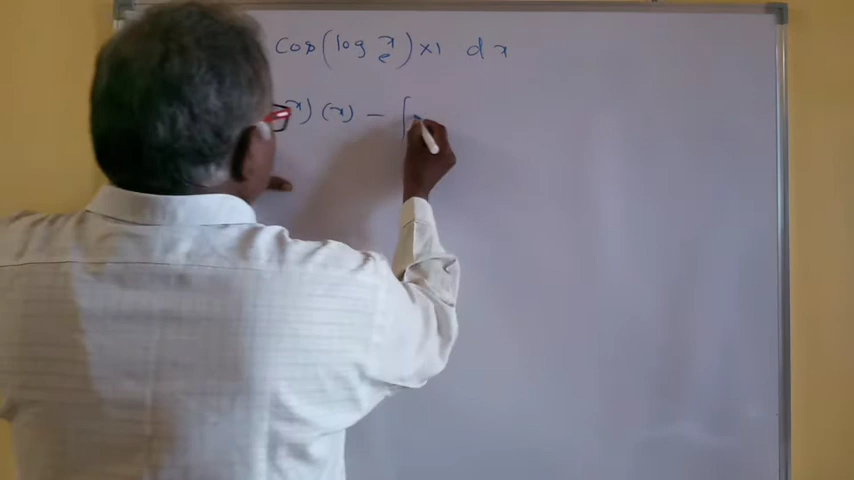 cos(log_e x) ×1 dx
x) (x) - ∫